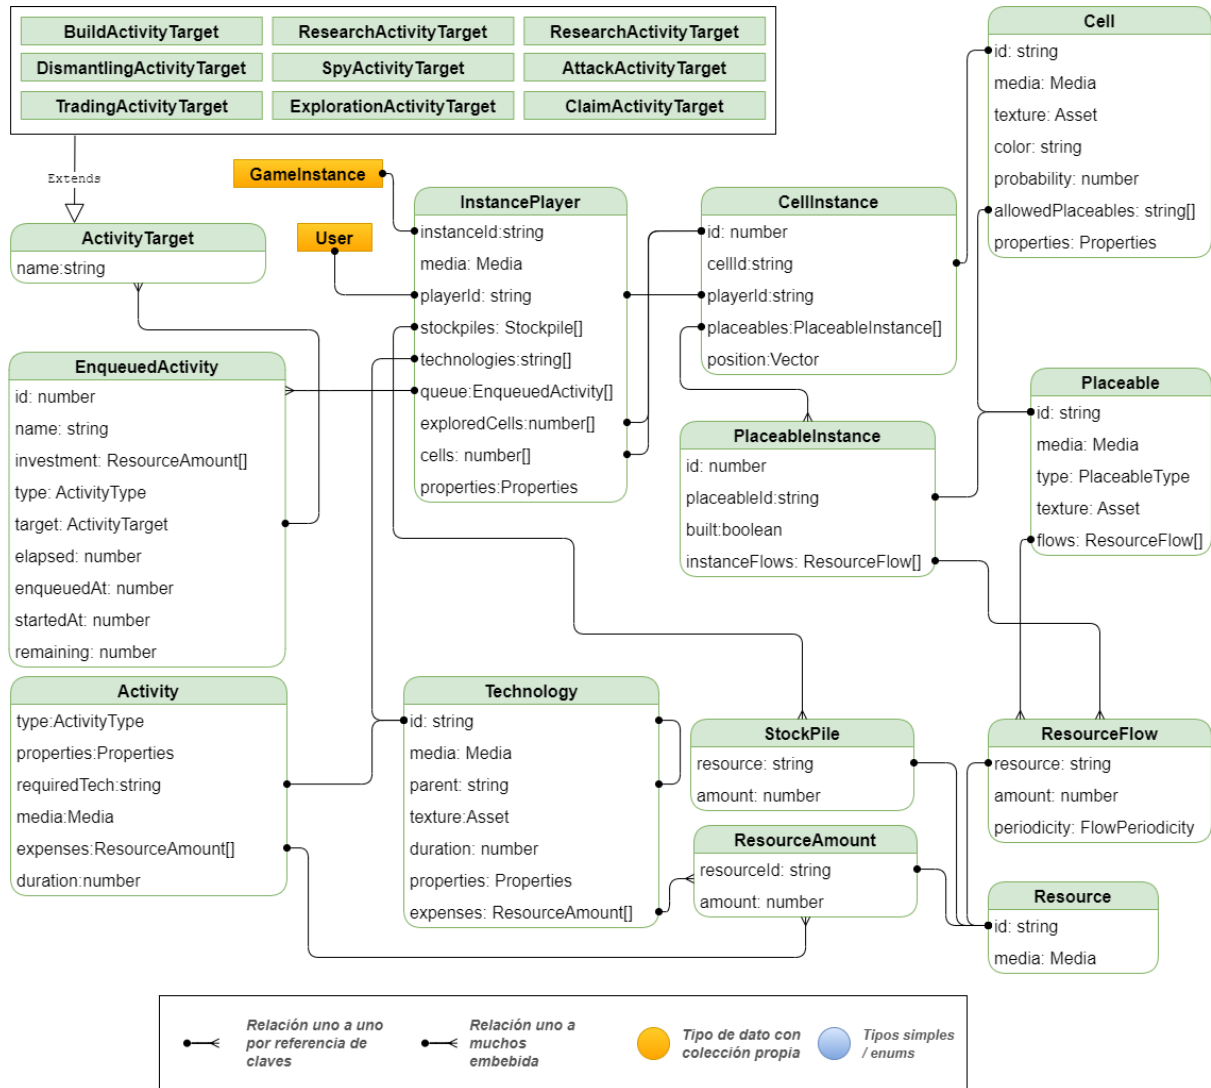 BuildActivityTarget
ResearchActivityTarget
ResearchActivityTarget
DismantlingActivityTarget
SpyActivityTarget
AttackActivityTarget
TradingActivityTarget
ExplorationActivityTarget
ClaimActivityTarget
Extends
GameInstance
User
ActivityTarget
name:string
InstancePlayer
instanceId:string
media: Media
playerId: string
stockpiles: Stockpile[]
technologies:string[]
queue:EnqueuedActivity[]
exploredCells:number[]
cells: number[]
properties:Properties
CellInstance
id: number
cellId:string
playerId:string
placeables:PlaceableInstance[]
position:Vector
Cell
id: string
media: Media
texture: Asset
color: string
probability: number
allowedPlaceables: string[]
properties: Properties
EnqueuedActivity
id: number
name: string
investment: ResourceAmount[]
type: ActivityType
target: ActivityTarget
elapsed: number
enqueuedAt: number
startedAt: number
remaining: number
PlaceableInstance
id: number
placeableId:string
built:boolean
instanceFlows: ResourceFlow[]
Placeable
id: string
media: Media
type: PlaceableType
texture: Asset
flows: ResourceFlow[]
Activity
type:ActivityType
properties:Properties
requiredTech:string
media:Media
expenses:ResourceAmount[]
duration:number
Technology
id: string
media: Media
parent: string
texture:Asset
duration: number
properties: Properties
expenses: ResourceAmount[]
StockPile
resource: string
amount: number
ResourceAmount
resourceId: string
amount: number
ResourceFlow
resource: string
amount: number
periodicity: FlowPeriodicity
Resource
id: string
media: Media
Relación uno a uno
por referencia de
claves
Relación uno a
muchos
embebida
Tipo de dato con
colección propia
Tipos simples
/ enums